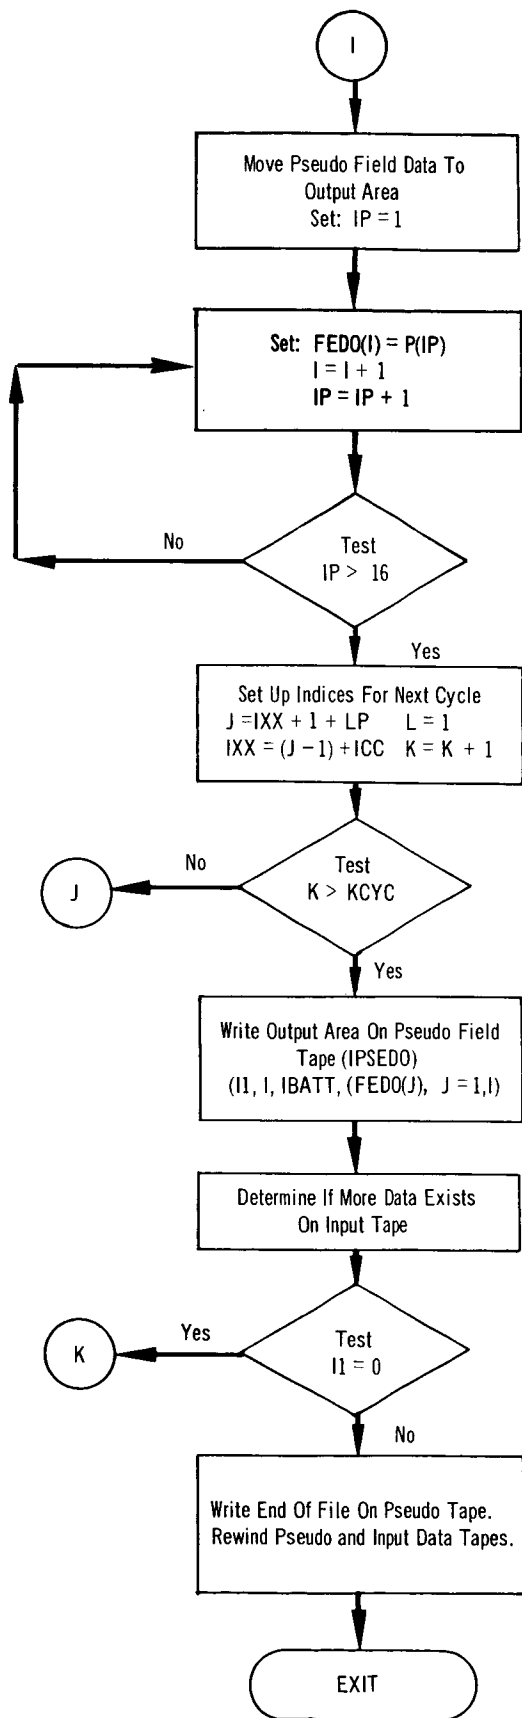 I
Move Pseudo Field Data To
Output Area
Set: IP = 1
Set: FEDO(I) = P(IP)
I = I + 1
IP = IP + 1
No
Test
IP > 16
Yes
Set Up Indices For Next Cycle
J = IXX + 1 + LP L = 1
IXX = (J - 1) + ICC K = K + 1
No
Test
K > KCYC
J
Yes
Write Output Area On Pseudo Field
Tape (IPSEDO)
(I1, I, IBATT, (FEDO(J), J = 1,I)
Determine If More Data Exists
On Input Tape
Yes
Test
I1 = 0
K
No
Write End Of File On Pseudo Tape.
Rewind Pseudo and Input Data Tapes.
EXIT